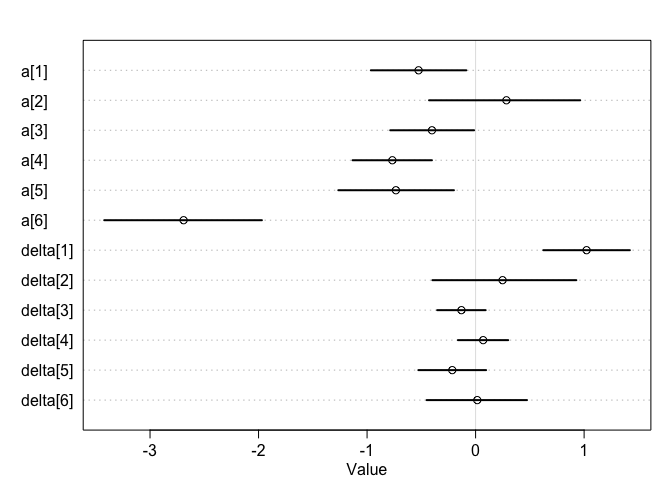 a[1]
a[2]
a[3]
a[4]
a[5]
a[6]
delta[1]
delta[2]
delta[3]
delta[4]
delta[5]
delta[6]
-3 -2 -1 0 1
Value